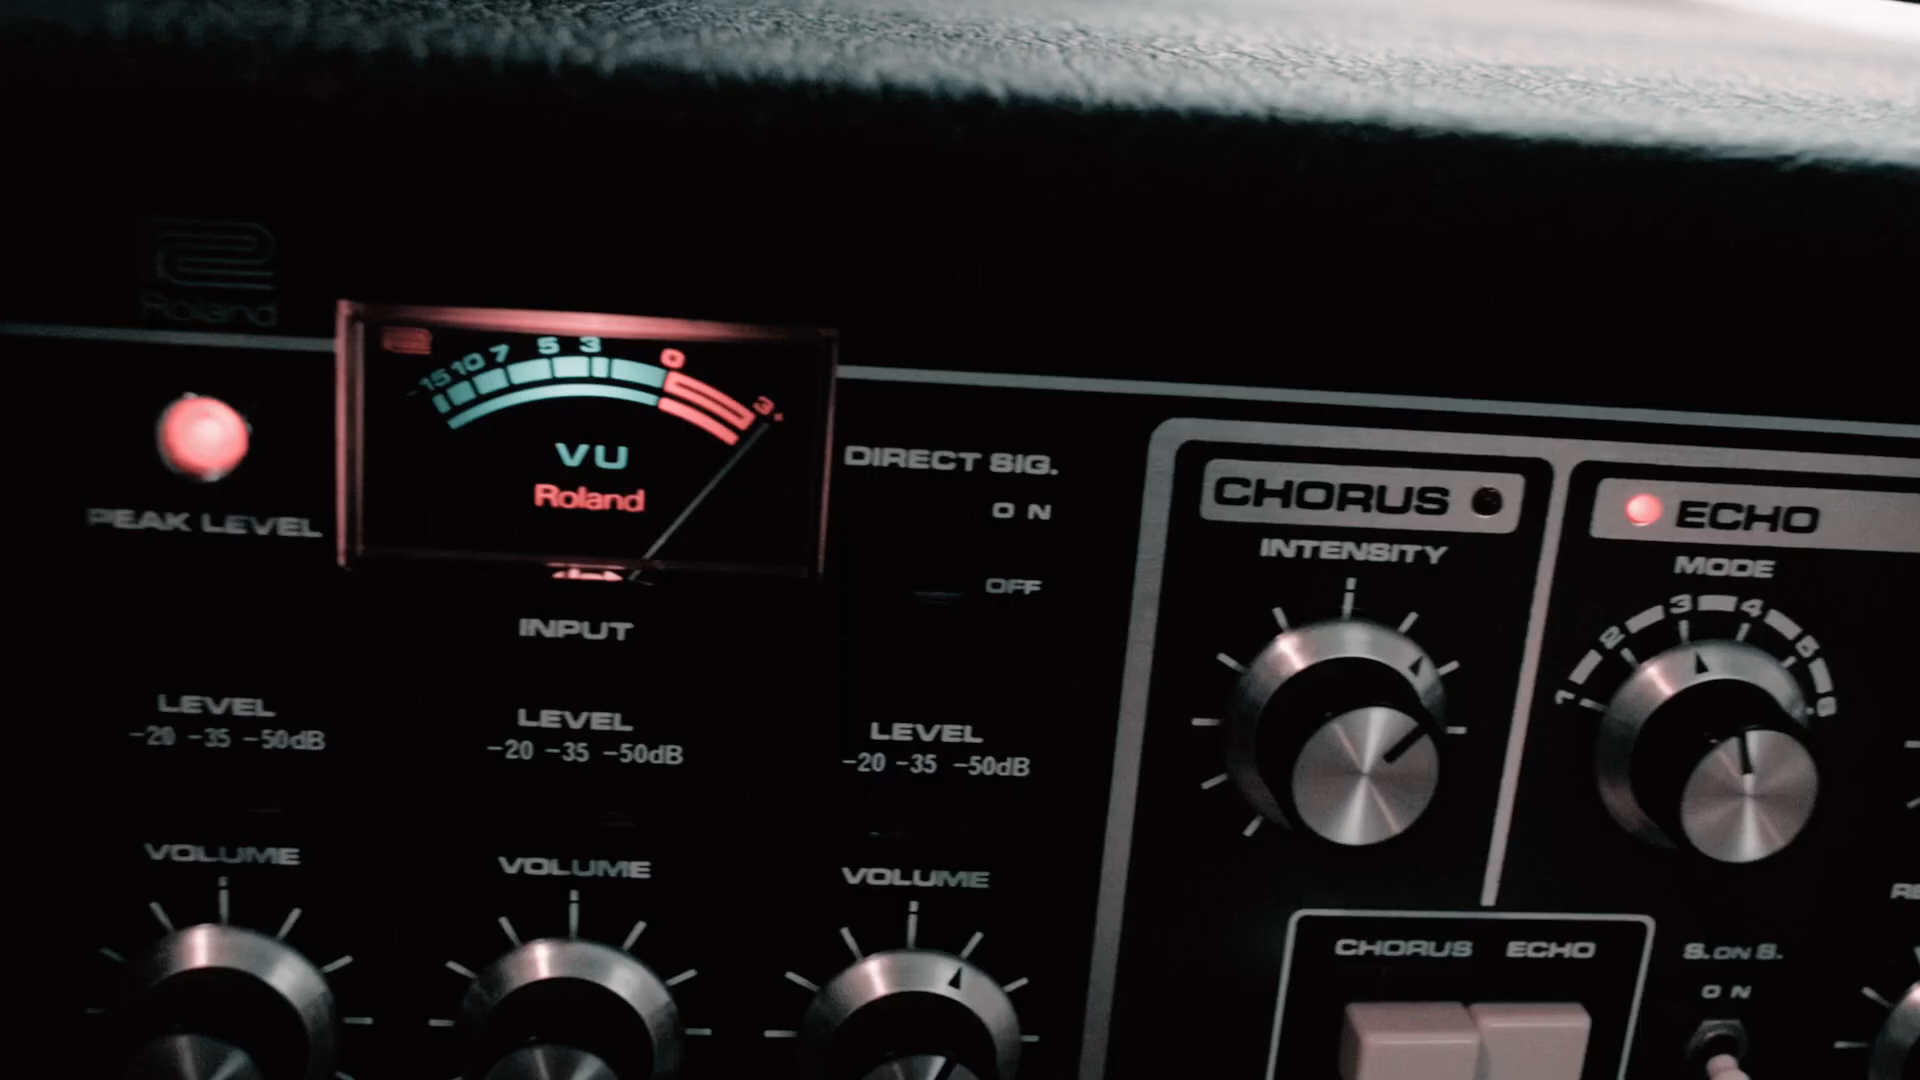 Roland
-15 10 7 5 3 0 3+
VU
Roland
PEAK LEVEL
DIRECT SIG.
ON
OFF
INPUT
LEVEL
-20 -35 -50dB
VOLUME
LEVEL
-20 -35 -50dB
VOLUME
LEVEL
-20 -35 -50dB
VOLUME
CHORUS
INTENSITY
ECHO
MODE
1 2 3 4 5 6
CHORUS ECHO
S.ON S.
ON